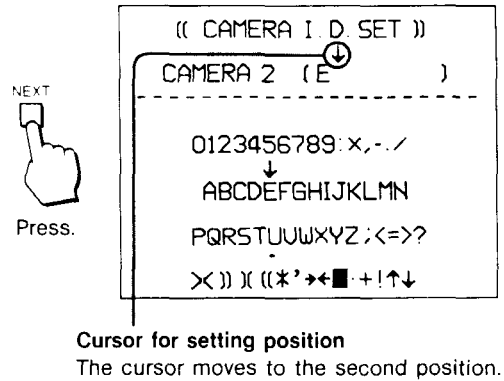 (( CAMERA I.D.SET ))
↓
CAMERA 2 (E )
NEXT
0123456789:×,-./
↓
ABCDEFGHIJKLMN
Press.
PQRSTUVWXYZ;<=>?
>< )) )( ((*'→←■·+!↑↓
Cursor for setting position
The cursor moves to the second position.